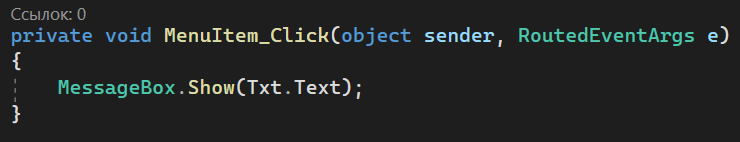 Ссылок: 0
private void MenuItem_Click(object sender, RoutedEventArgs e)
{
    MessageBox.Show(Txt.Text);
}